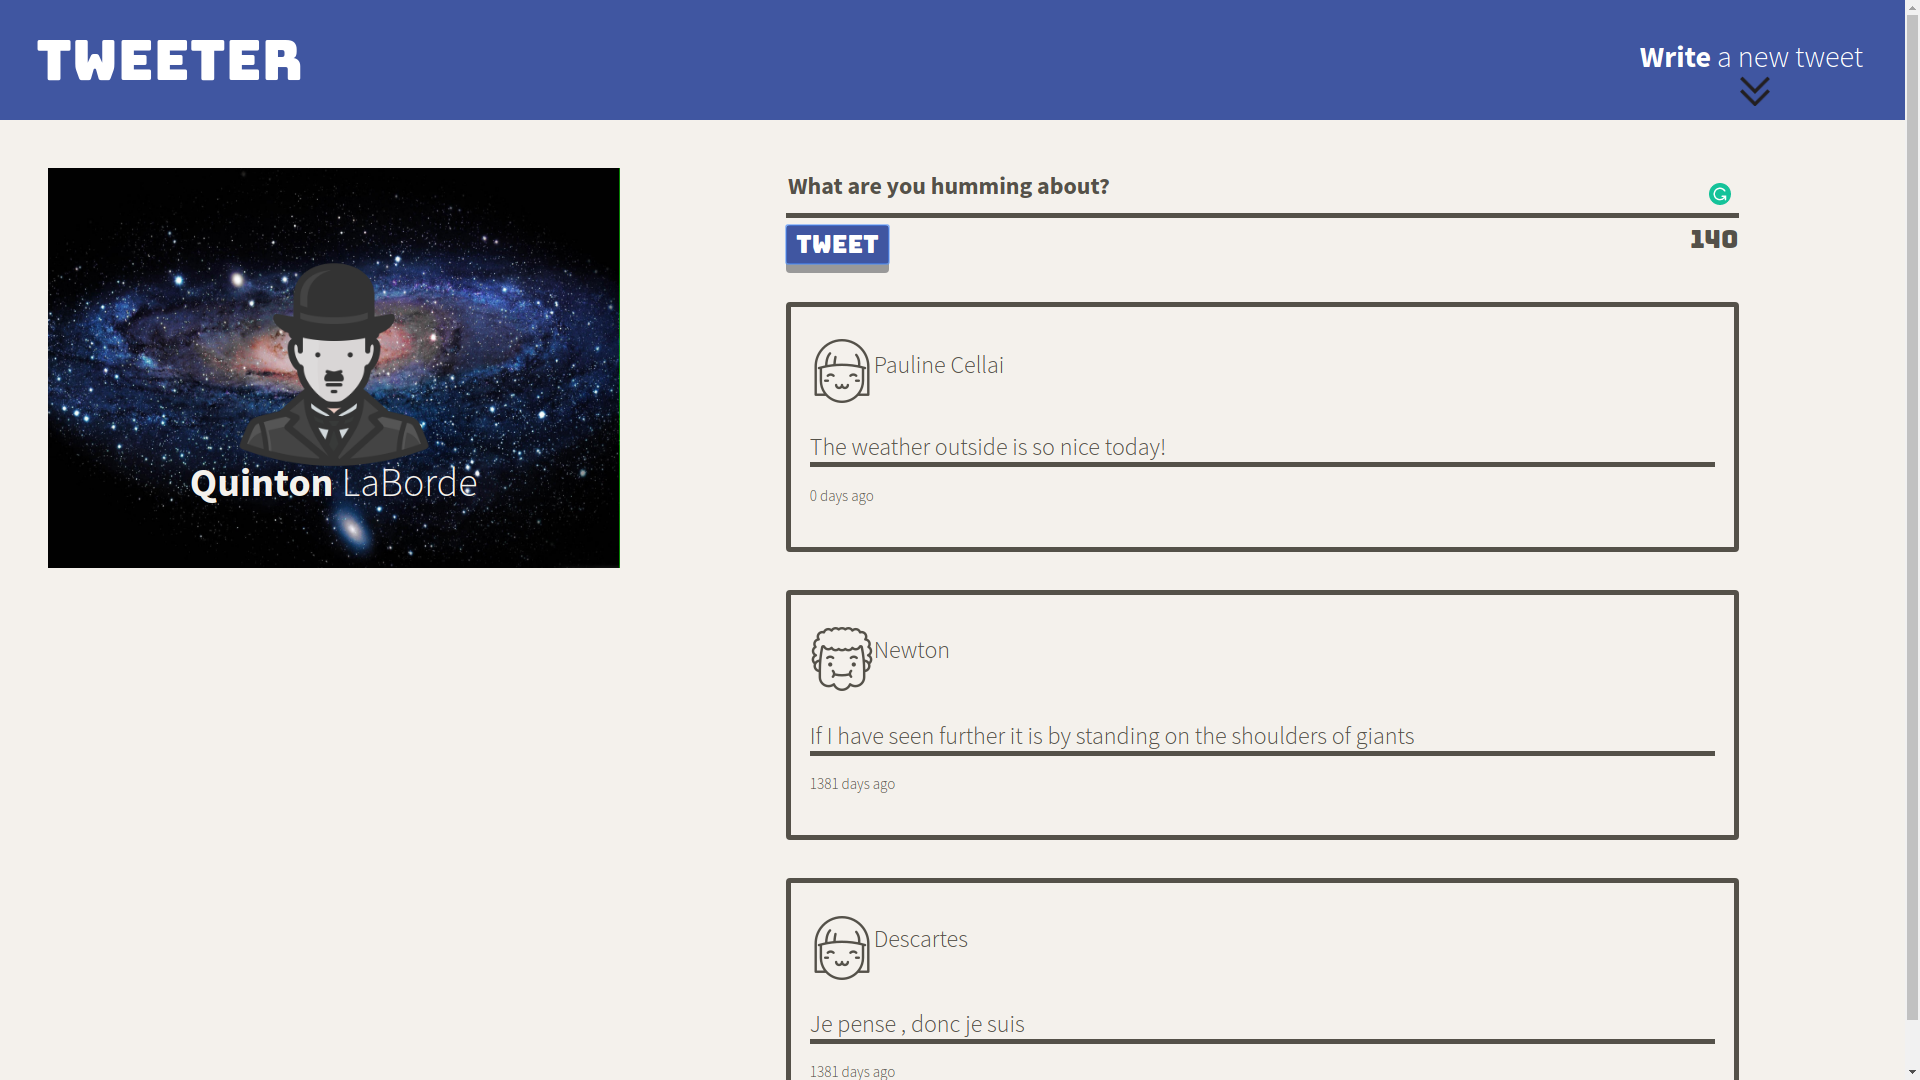 TWEETER
Write a new tweet
Quinton LaBorde
What are you humming about?
TWEET
140
Pauline Cellai
The weather outside is so nice today!
0 days ago
Newton
If I have seen further it is by standing on the shoulders of giants
1381 days ago
Descartes
Je pense , donc je suis
1381 days ago